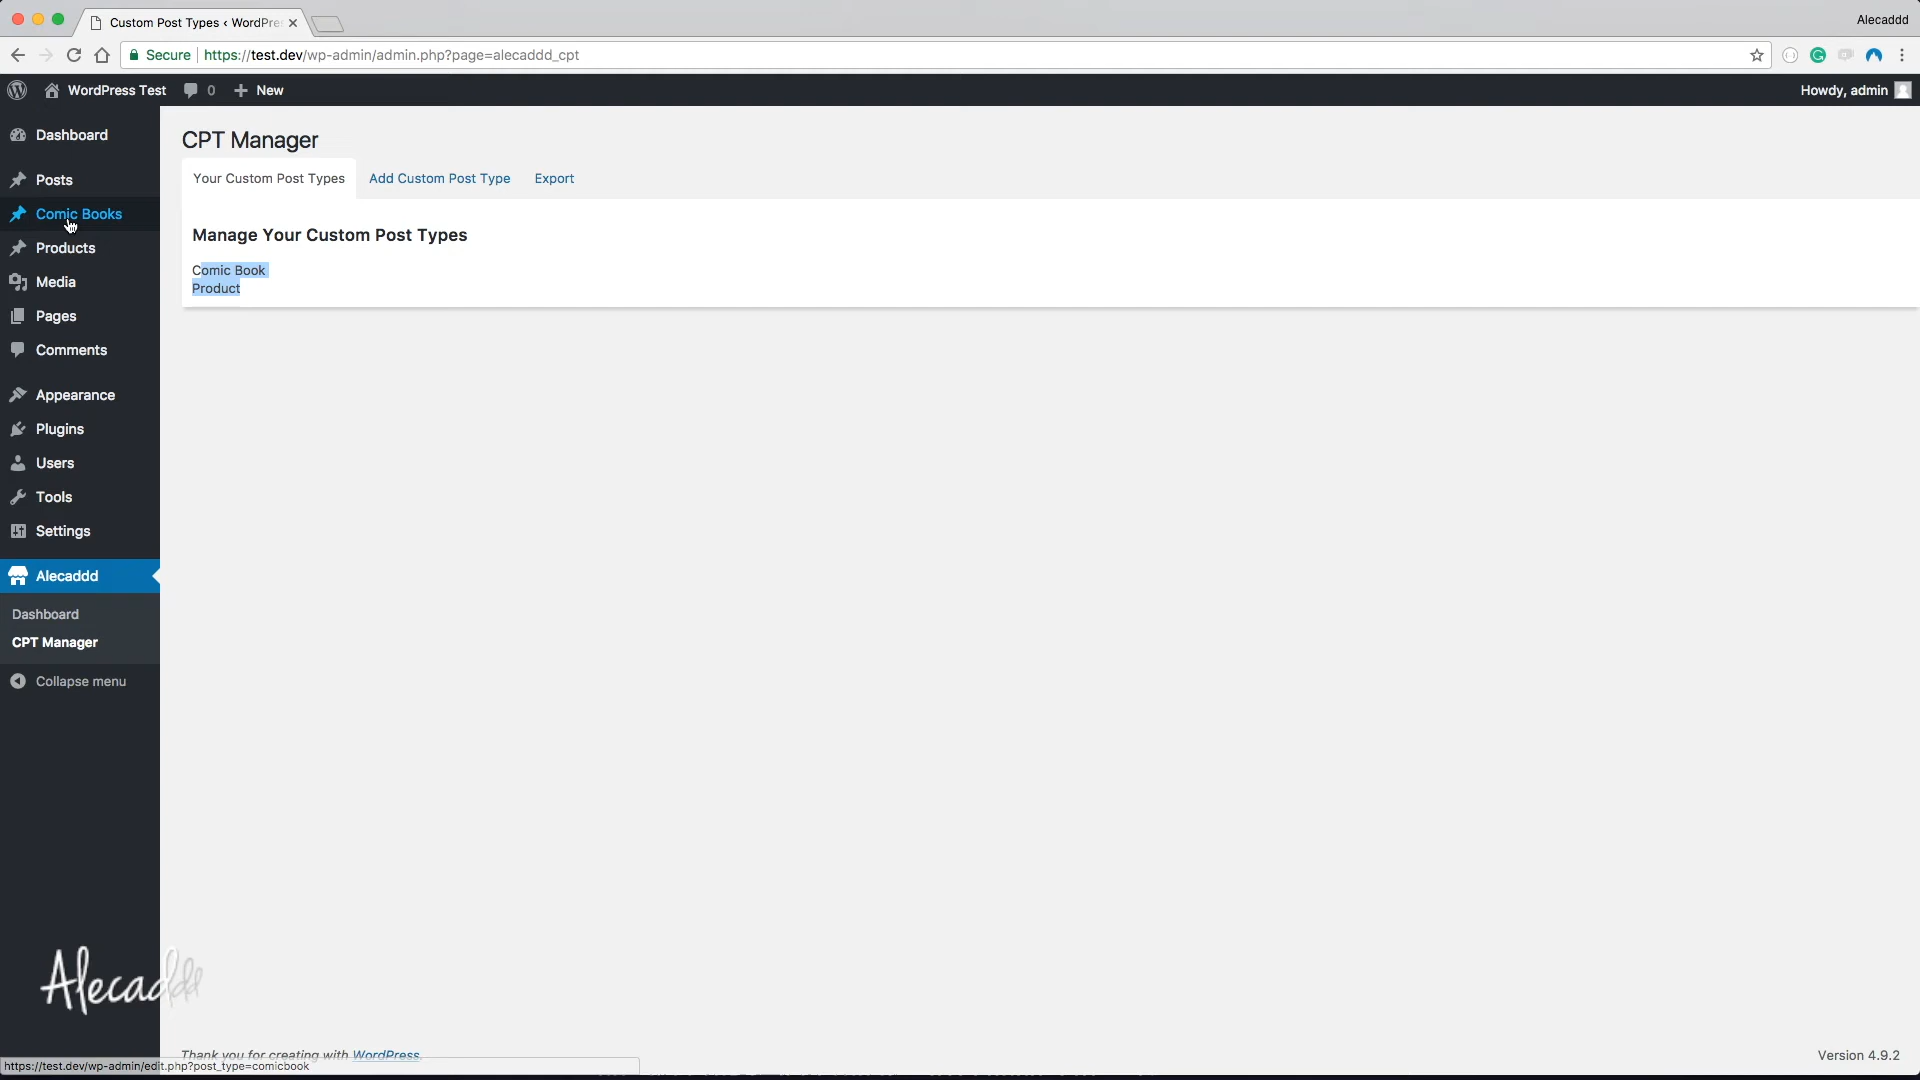 Custom Post Types ‹ WordPre
Alecaddd
Secure https://test.dev/wp-admin/admin.php?page=alecaddd_cpt
WordPress Test 0 New
Howdy, admin
Dashboard
Posts
Comic Books
Products
Media
Pages
Comments
Appearance
Plugins
Users
Tools
Settings
Alecaddd
Dashboard
CPT Manager
Collapse menu
CPT Manager
Your Custom Post Types Add Custom Post Type Export
Manage Your Custom Post Types
Comic Book
Product
Alecaddd
Thank you for creating with WordPress.
Version 4.9.2
https://test.dev/wp-admin/edit.php?post_type=comicbook